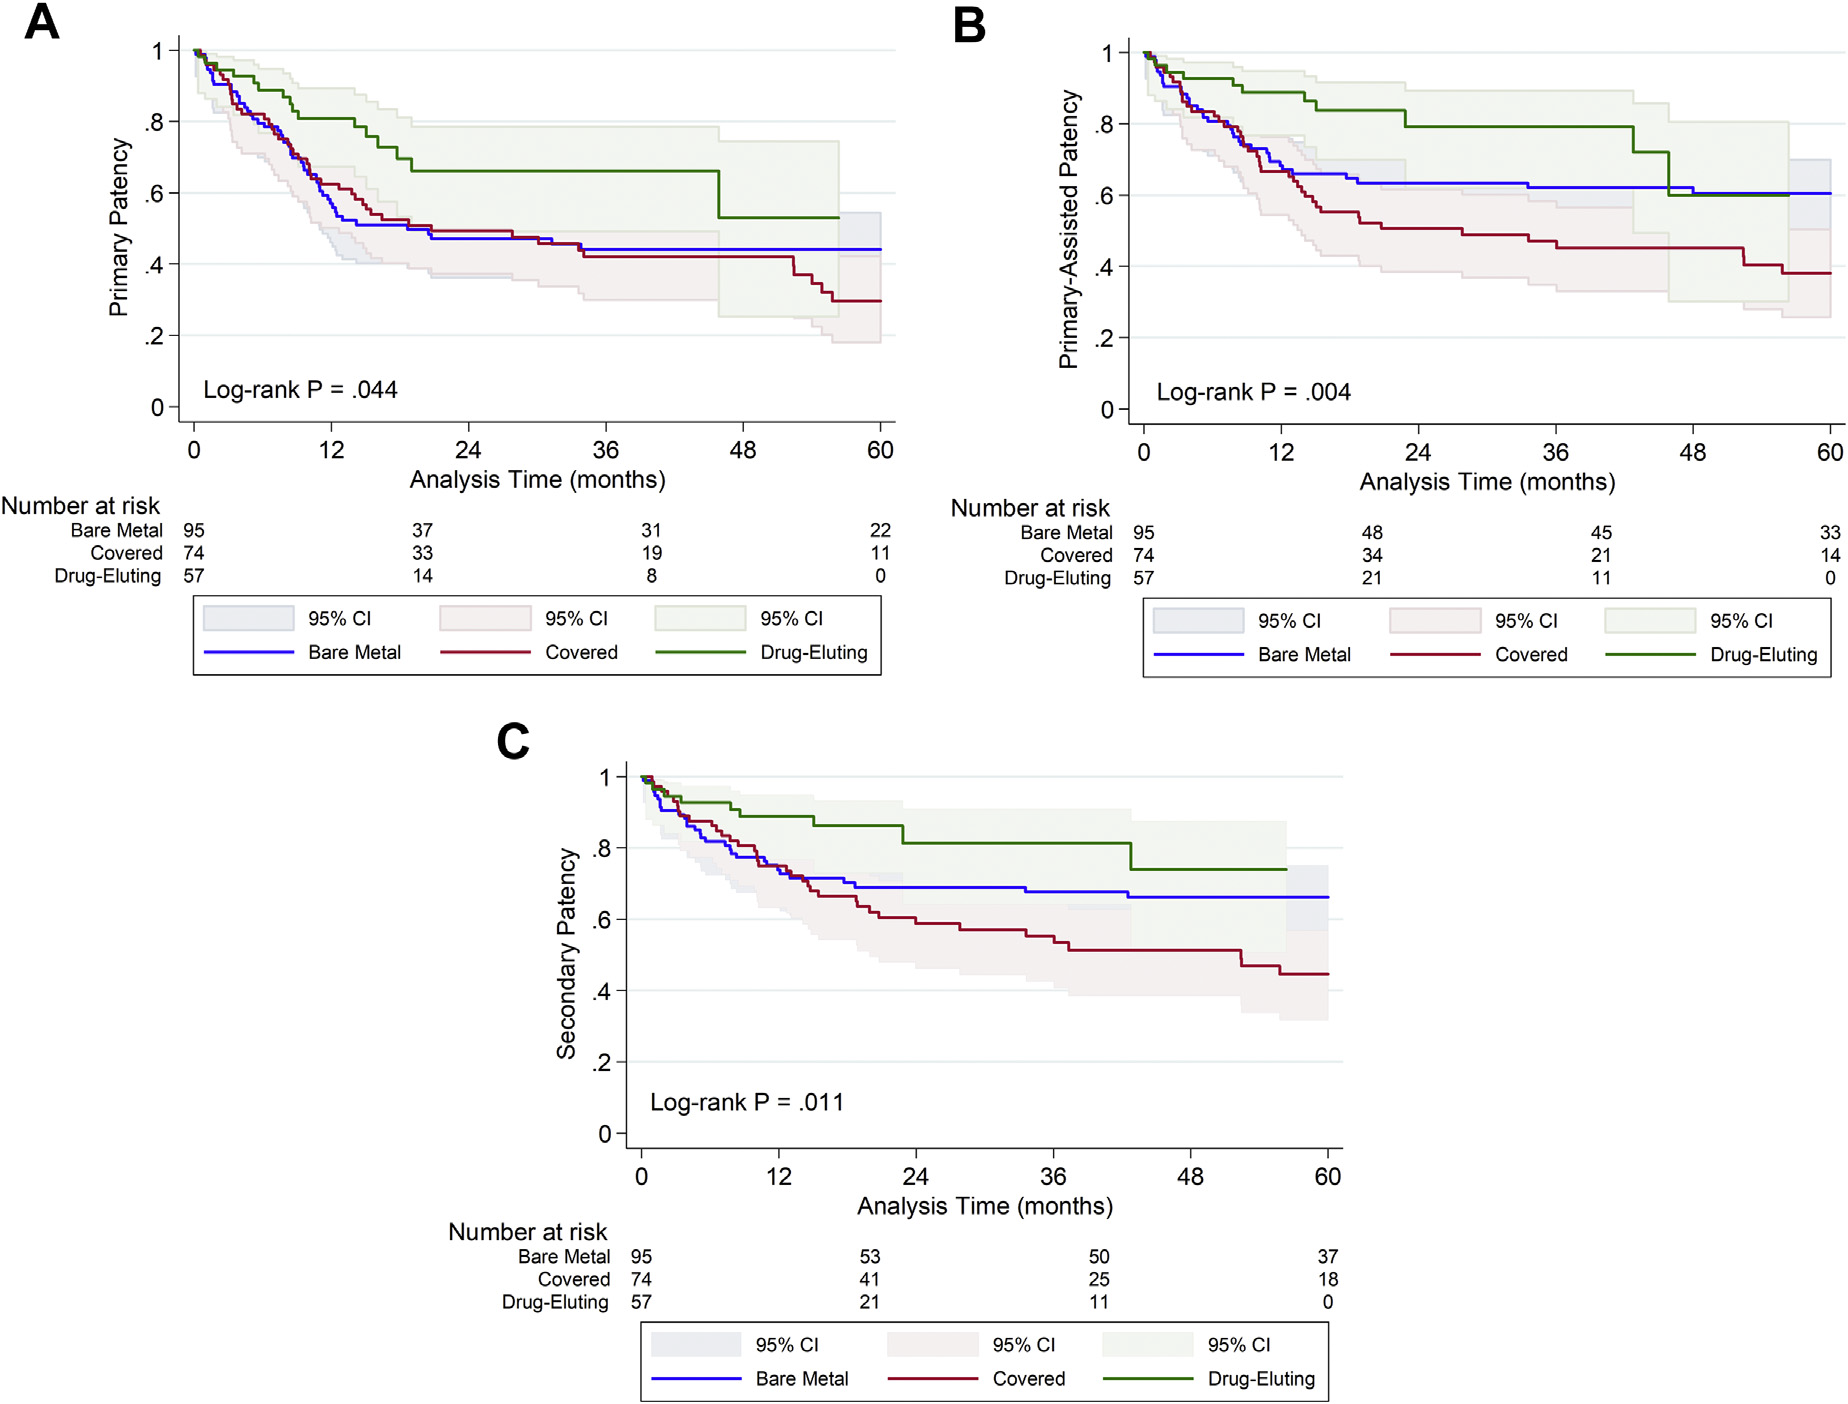 A
Primary Patency
1
.8
.6
.4
.2
0
Log-rank P = .044
0 12 24 36 48 60
Analysis Time (months)
Number at risk
Bare Metal 95 37 31 22
Covered 74 33 19 11
Drug-Eluting 57 14 8 0
95% CI 95% CI 95% CI
Bare Metal Covered Drug-Eluting
B
Primary-Assisted Patency
1
.8
.6
.4
.2
0
Log-rank P = .004
0 12 24 36 48 60
Analysis Time (months)
Number at risk
Bare Metal 95 48 45 33
Covered 74 34 21 14
Drug-Eluting 57 21 11 0
95% CI 95% CI 95% CI
Bare Metal Covered Drug-Eluting
C
Secondary Patency
1
.8
.6
.4
.2
0
Log-rank P = .011
0 12 24 36 48 60
Analysis Time (months)
Number at risk
Bare Metal 95 53 50 37
Covered 74 41 25 18
Drug-Eluting 57 21 11 0
95% CI 95% CI 95% CI
Bare Metal Covered Drug-Eluting